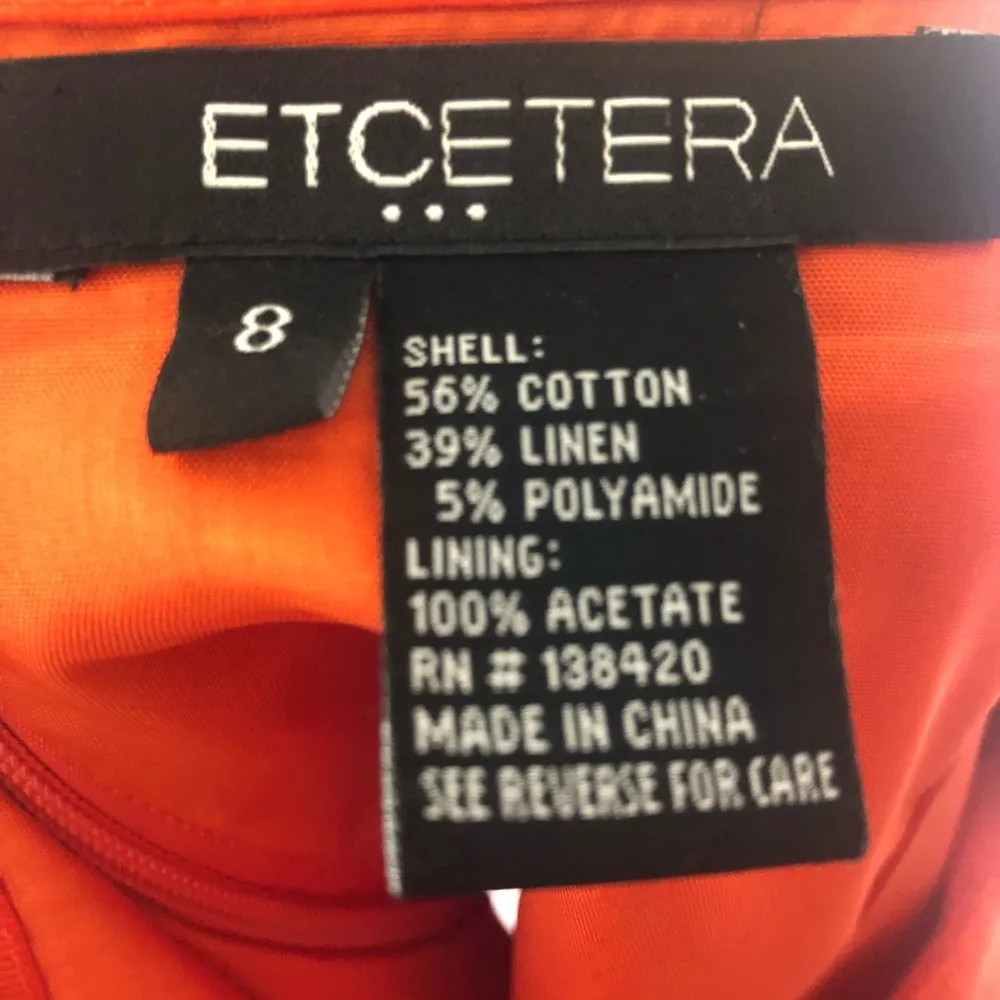 ETCETERA
...
8
SHELL:
56% COTTON
39% LINEN
5% POLYAMIDE
LINING:
100% ACETATE
RN # 138420
MADE IN CHINA
SEE REVERSE FOR CARE